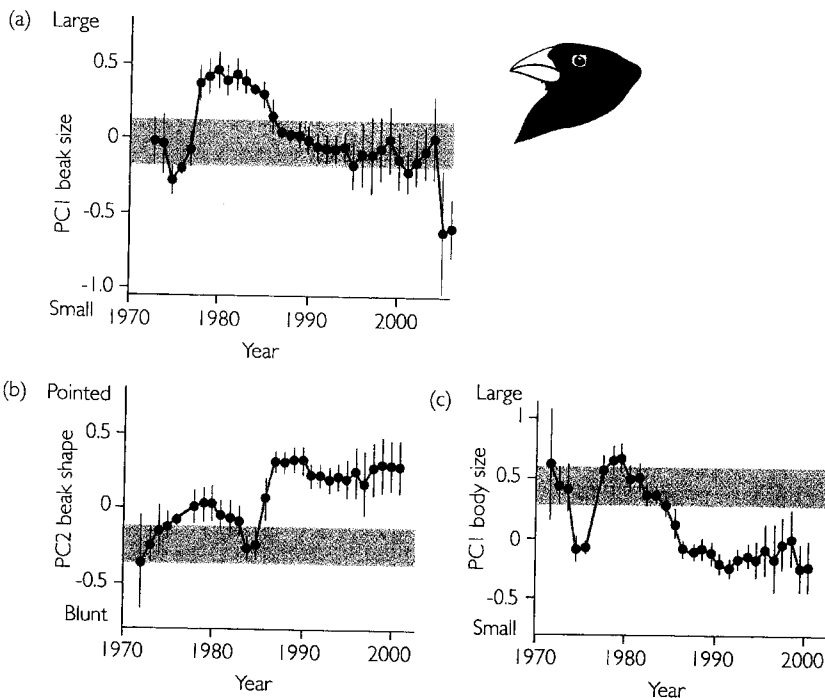 (a)
Large
0.5
0
-0.5
-1.0
Small
PC1 beak size
1970
1980
1990
2000
Year
(b)
Pointed
0.5
0
-0.5
Blunt
PC2 beak shape
1970
1980
1990
2000
Year
(c)
Large
1
0.5
0
-0.5
Small
PC1 body size
1970
1980
1990
2000
Year